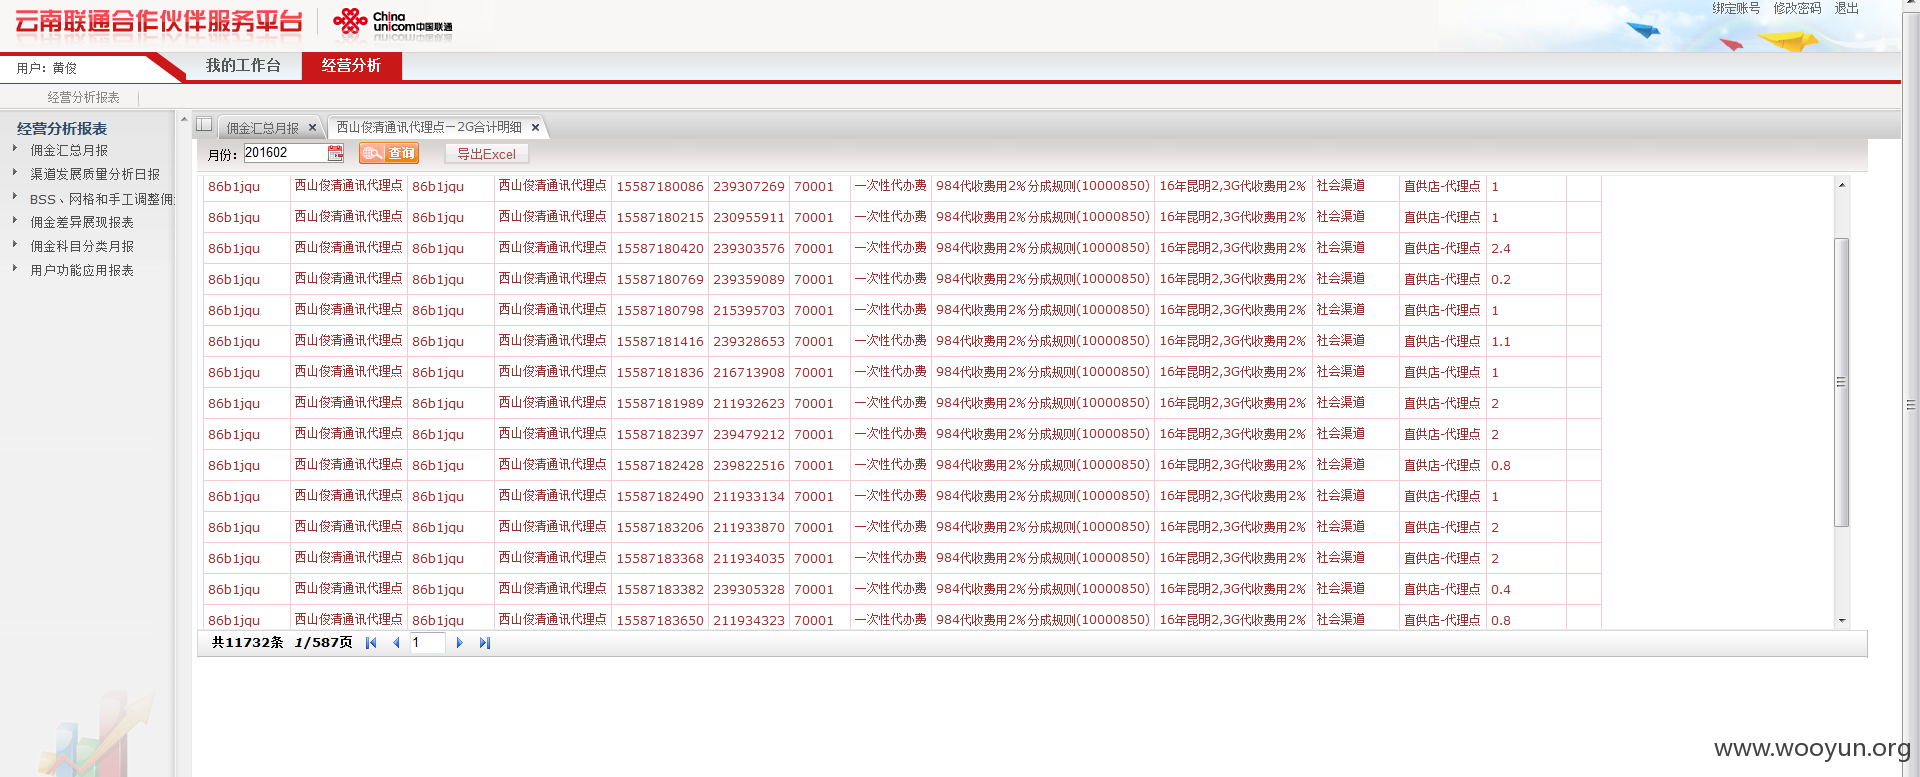 云南联通合作伙伴服务平台 China unicom中国联通 绑定账号 修改密码 退出
用户：黄俊 我的工作台 经营分析
经营分析报表
经营分析报表
佣金汇总月报
渠道发展质量分析日报
BSS、网格和手工调整佣
佣金差异展现报表
佣金科目分类月报
用户功能应用报表
佣金汇总月报 × 西山俊清通讯代理点－2G合计明细 ×
月份： 201602 查询 导出Excel
86b1jqu 西山俊清通讯代理点 86b1jqu 西山俊清通讯代理点 15587180086 239307269 70001 一次性代办费 984代收费用2%分成规则(10000850) 16年昆明2,3G代收费用2% 社会渠道 直供店-代理点 1
86b1jqu 西山俊清通讯代理点 86b1jqu 西山俊清通讯代理点 15587180215 230955911 70001 一次性代办费 984代收费用2%分成规则(10000850) 16年昆明2,3G代收费用2% 社会渠道 直供店-代理点 1
86b1jqu 西山俊清通讯代理点 86b1jqu 西山俊清通讯代理点 15587180420 239303576 70001 一次性代办费 984代收费用2%分成规则(10000850) 16年昆明2,3G代收费用2% 社会渠道 直供店-代理点 2.4
86b1jqu 西山俊清通讯代理点 86b1jqu 西山俊清通讯代理点 15587180769 239359089 70001 一次性代办费 984代收费用2%分成规则(10000850) 16年昆明2,3G代收费用2% 社会渠道 直供店-代理点 0.2
86b1jqu 西山俊清通讯代理点 86b1jqu 西山俊清通讯代理点 15587180798 215395703 70001 一次性代办费 984代收费用2%分成规则(10000850) 16年昆明2,3G代收费用2% 社会渠道 直供店-代理点 1
86b1jqu 西山俊清通讯代理点 86b1jqu 西山俊清通讯代理点 15587181416 239328653 70001 一次性代办费 984代收费用2%分成规则(10000850) 16年昆明2,3G代收费用2% 社会渠道 直供店-代理点 1.1
86b1jqu 西山俊清通讯代理点 86b1jqu 西山俊清通讯代理点 15587181836 216713908 70001 一次性代办费 984代收费用2%分成规则(10000850) 16年昆明2,3G代收费用2% 社会渠道 直供店-代理点 1
86b1jqu 西山俊清通讯代理点 86b1jqu 西山俊清通讯代理点 15587181989 211932623 70001 一次性代办费 984代收费用2%分成规则(10000850) 16年昆明2,3G代收费用2% 社会渠道 直供店-代理点 2
86b1jqu 西山俊清通讯代理点 86b1jqu 西山俊清通讯代理点 15587182397 239479212 70001 一次性代办费 984代收费用2%分成规则(10000850) 16年昆明2,3G代收费用2% 社会渠道 直供店-代理点 2
86b1jqu 西山俊清通讯代理点 86b1jqu 西山俊清通讯代理点 15587182428 239822516 70001 一次性代办费 984代收费用2%分成规则(10000850) 16年昆明2,3G代收费用2% 社会渠道 直供店-代理点 0.8
86b1jqu 西山俊清通讯代理点 86b1jqu 西山俊清通讯代理点 15587182490 211933134 70001 一次性代办费 984代收费用2%分成规则(10000850) 16年昆明2,3G代收费用2% 社会渠道 直供店-代理点 1
86b1jqu 西山俊清通讯代理点 86b1jqu 西山俊清通讯代理点 15587183206 211933870 70001 一次性代办费 984代收费用2%分成规则(10000850) 16年昆明2,3G代收费用2% 社会渠道 直供店-代理点 2
86b1jqu 西山俊清通讯代理点 86b1jqu 西山俊清通讯代理点 15587183368 211934035 70001 一次性代办费 984代收费用2%分成规则(10000850) 16年昆明2,3G代收费用2% 社会渠道 直供店-代理点 2
86b1jqu 西山俊清通讯代理点 86b1jqu 西山俊清通讯代理点 15587183382 239305328 70001 一次性代办费 984代收费用2%分成规则(10000850) 16年昆明2,3G代收费用2% 社会渠道 直供店-代理点 0.4
86b1jqu 西山俊清通讯代理点 86b1jqu 西山俊清通讯代理点 15587183650 211934323 70001 一次性代办费 984代收费用2%分成规则(10000850) 16年昆明2,3G代收费用2% 社会渠道 直供店-代理点 0.8
共11732条 1/587页 1
www.wooyun.org